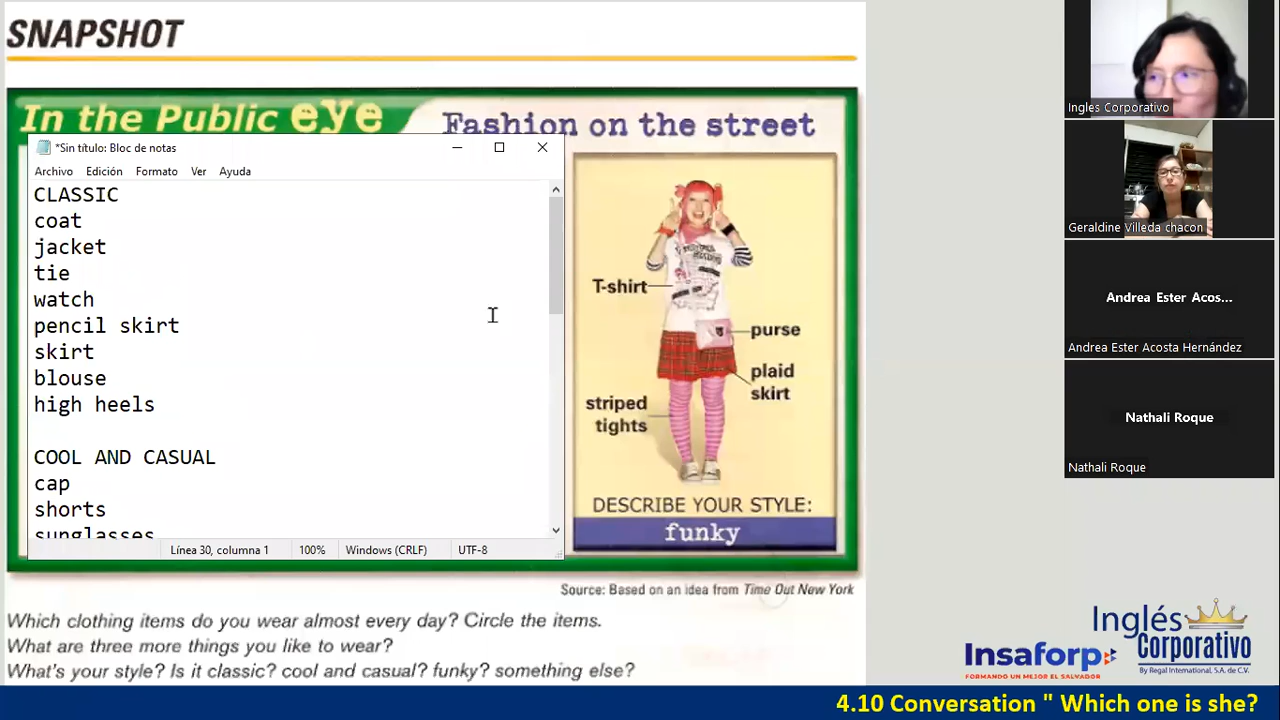 SNAPSHOT
In the Public eye
Fashion on the street
*Sin título: Bloc de notas
Archivo Edición Formato Ver Ayuda
CLASSIC
coat
jacket
tie
watch
pencil skirt
skirt
blouse
high heels
COOL AND CASUAL
cap
shorts
sunglasses
Línea 30, columna 1 100% Windows (CRLF) UTF-8
T-shirt
purse
plaid
skirt
striped
tights
DESCRIBE YOUR STYLE:
funky
Source: Based on an idea from Time Out New York
Which clothing items do you wear almost every day? Circle the items.
What are three more things you like to wear?
What's your style? Is it classic? cool and casual? funky? something else?
Ingles Corporativo
Geraldine Villeda chacon
Andrea Ester Acos...
Andrea Ester Acosta Hernández
Nathali Roque
Nathali Roque
Insaforp
FORMANDO UN MEJOR EL SALVADOR
Inglés
Corporativo
By Regal International, S.A. de C.V.
4.10 Conversation " Which one is she?